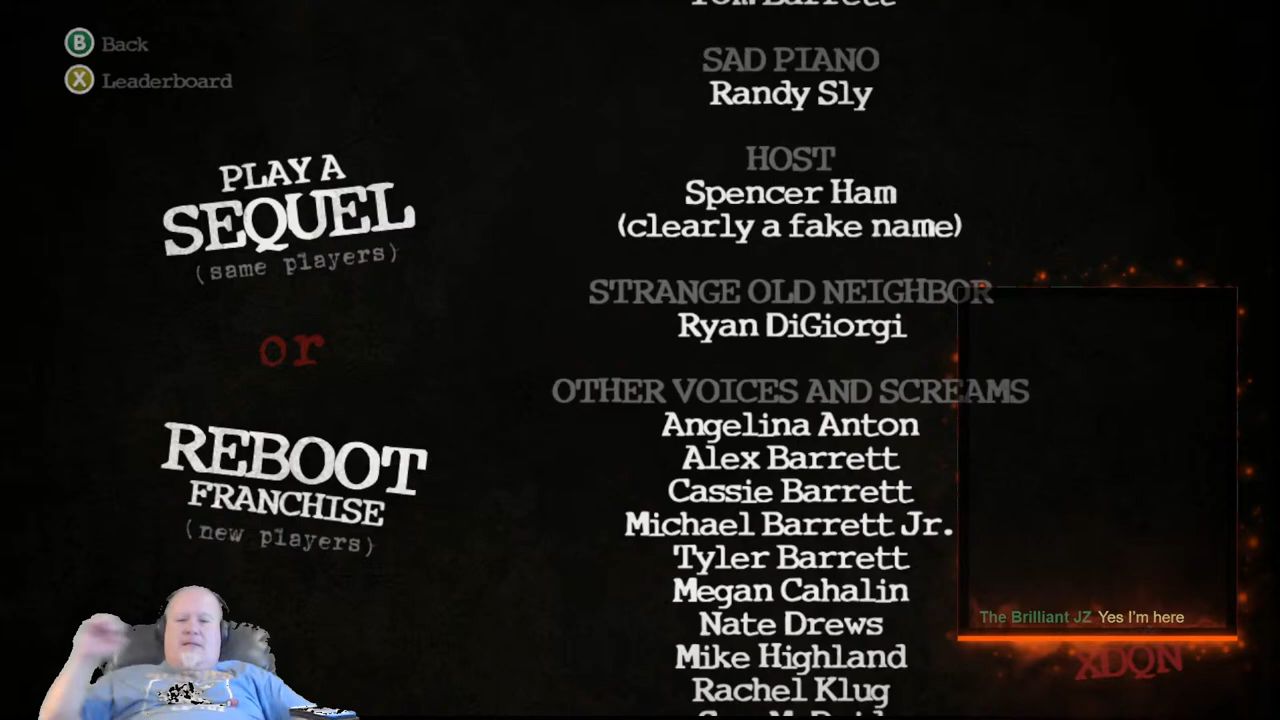 B Back
X Leaderboard
PLAY A
SEQUEL
(same players)
or
REBOOT
FRANCHISE
(new players)
Tom Barrett
SAD PIANO
Randy Sly
HOST
Spencer Ham
(clearly a fake name)
STRANGE OLD NEIGHBOR
Ryan DiGiorgi
OTHER VOICES AND SCREAMS
Angelina Anton
Alex Barrett
Cassie Barrett
Michael Barrett Jr.
Tyler Barrett
Megan Cahalin
Nate Drews
Mike Highland
Rachel Klug
The Brilliant JZ Yes I'm here
XDQN